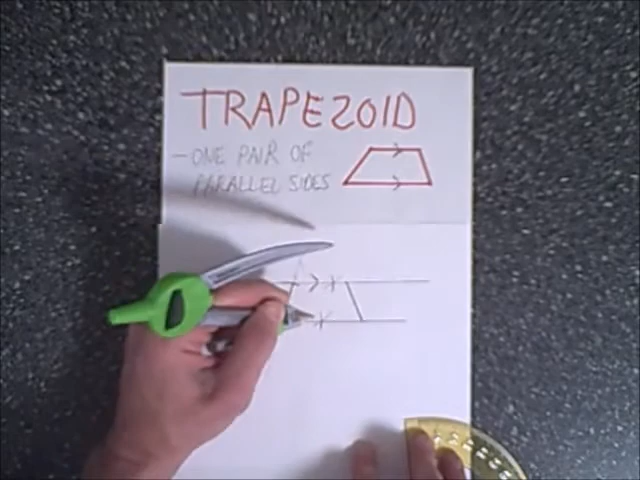 TRAPEZOID
- ONE PAIR OF
PARALLEL SIDES